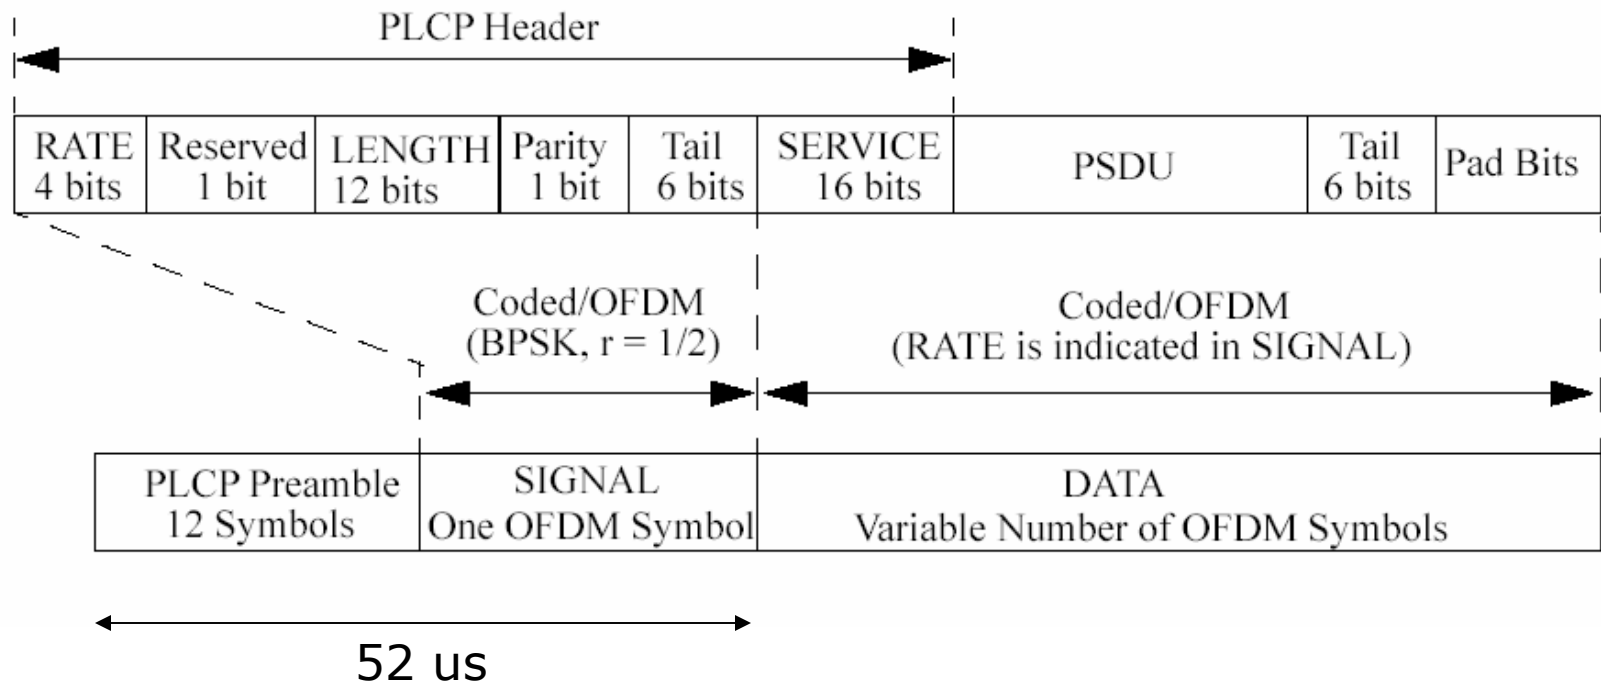 PLCP Header
RATE Reserved LENGTH Parity Tail SERVICE PSDU Tail Pad Bits
4 bits 1 bit 12 bits 1 bit 6 bits 16 bits 6 bits
Coded/OFDM
(BPSK, r = 1/2)
Coded/OFDM
(RATE is indicated in SIGNAL)
PLCP Preamble
12 Symbols
SIGNAL
One OFDM Symbol
DATA
Variable Number of OFDM Symbols
52 us